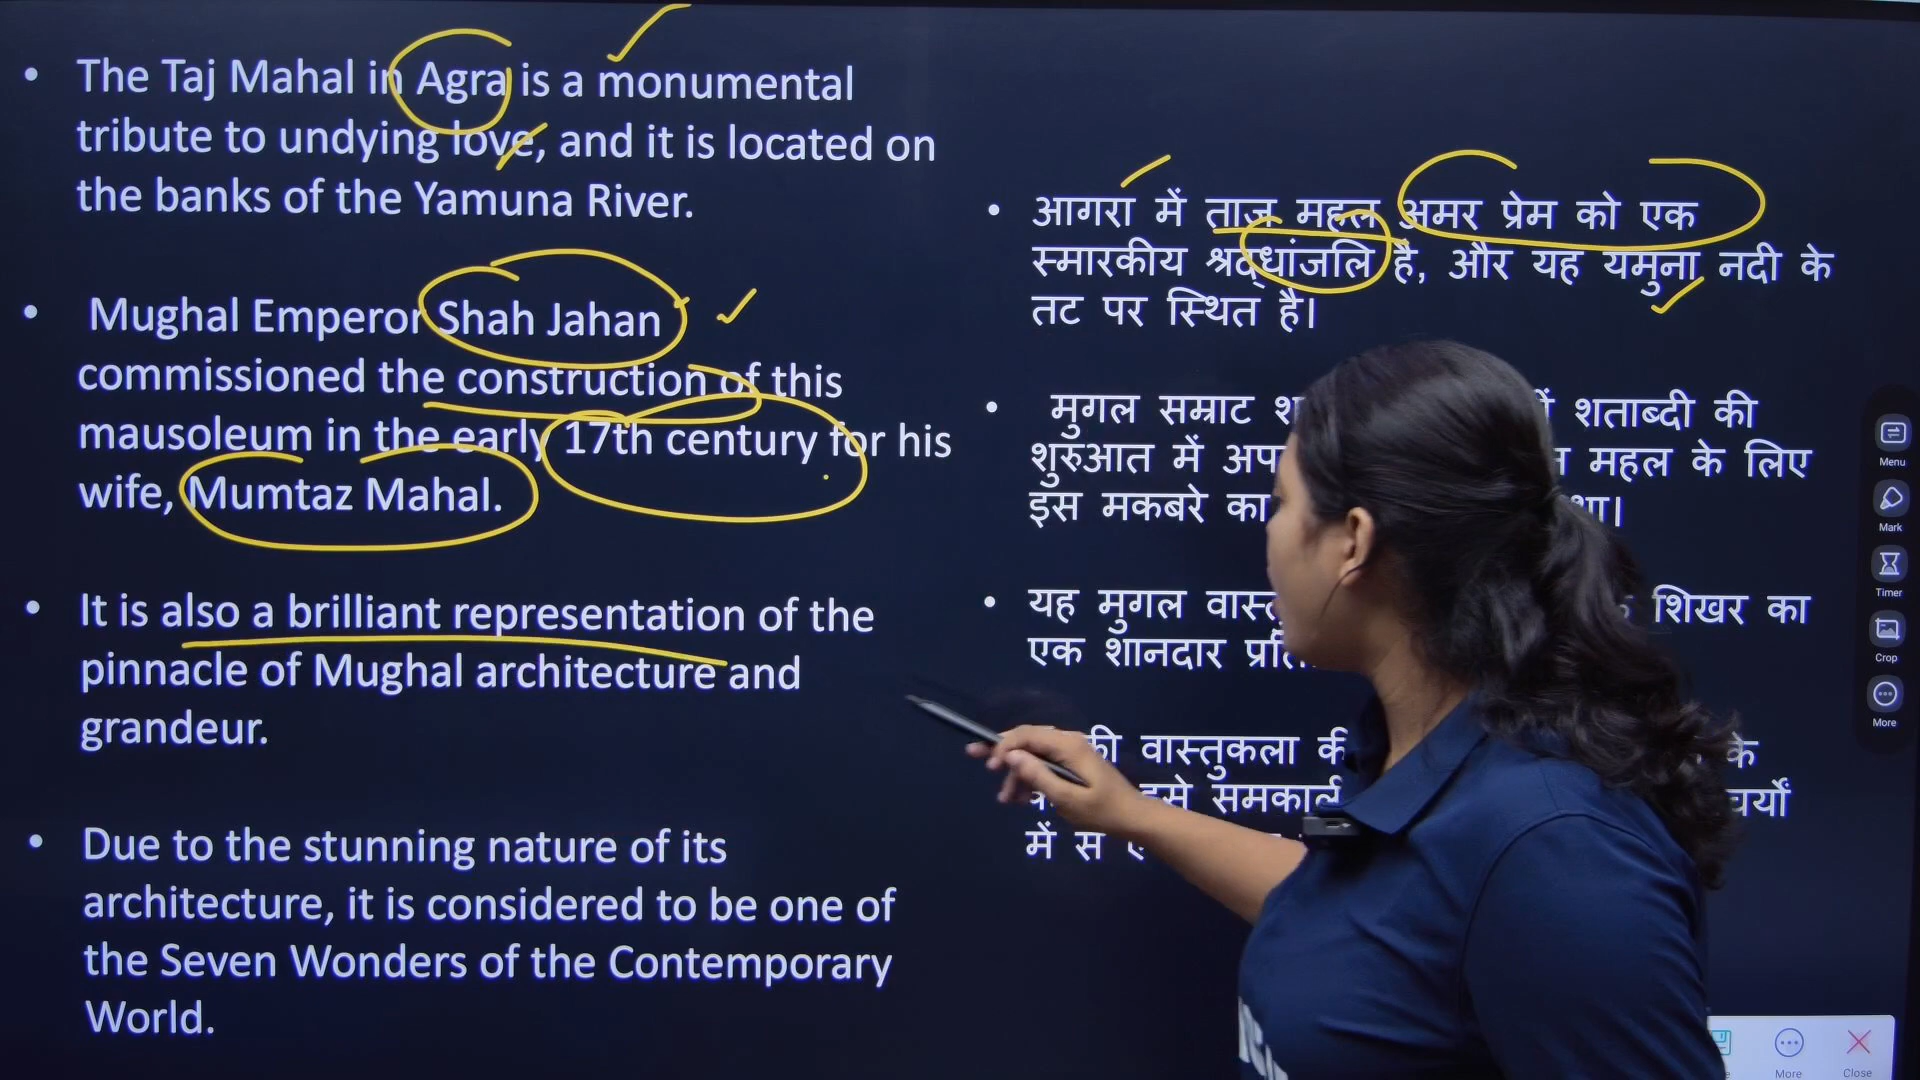 • The Taj Mahal in Agra is a monumental
tribute to undying love, and it is located on
the banks of the Yamuna River.
• Mughal Emperor Shah Jahan
commissioned the construction of this
mausoleum in the early 17th century for his
wife, Mumtaz Mahal.
• It is also a brilliant representation of the
pinnacle of Mughal architecture and
grandeur.
• Due to the stunning nature of its
architecture, it is considered to be one of
the Seven Wonders of the Contemporary
World.
• आगरा में ताज महल अमर प्रेम को एक
स्मारकीय श्रद्धांजलि है, और यह यमुना नदी के
तट पर स्थित है।
• मुगल सम्राट शताब्दी की
शुरुआत में महल के लिए
इस मकबरे का
• यह मुगल शिखर का
एक शानदार
वास्तुकला की के
में
Menu
Mark
Timer
Crop
More
More
Close